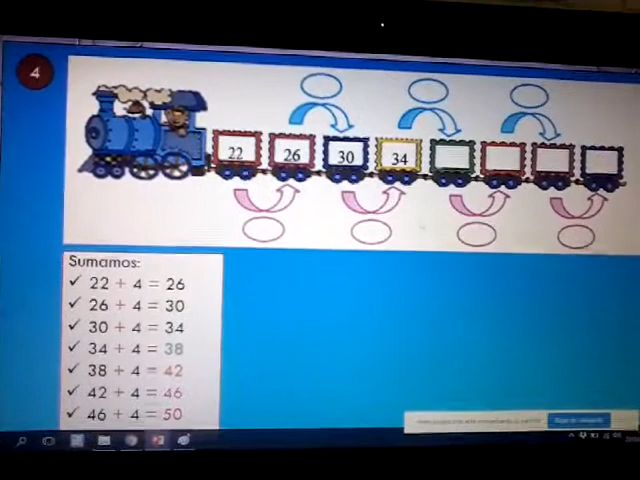 4
22 26 30 34
Sumamos:
✓ 22 + 4 = 26
✓ 26 + 4 = 30
✓ 30 + 4 = 34
✓ 34 + 4 = 38
✓ 38 + 4 = 42
✓ 42 + 4 = 46
✓ 46 + 4 = 50